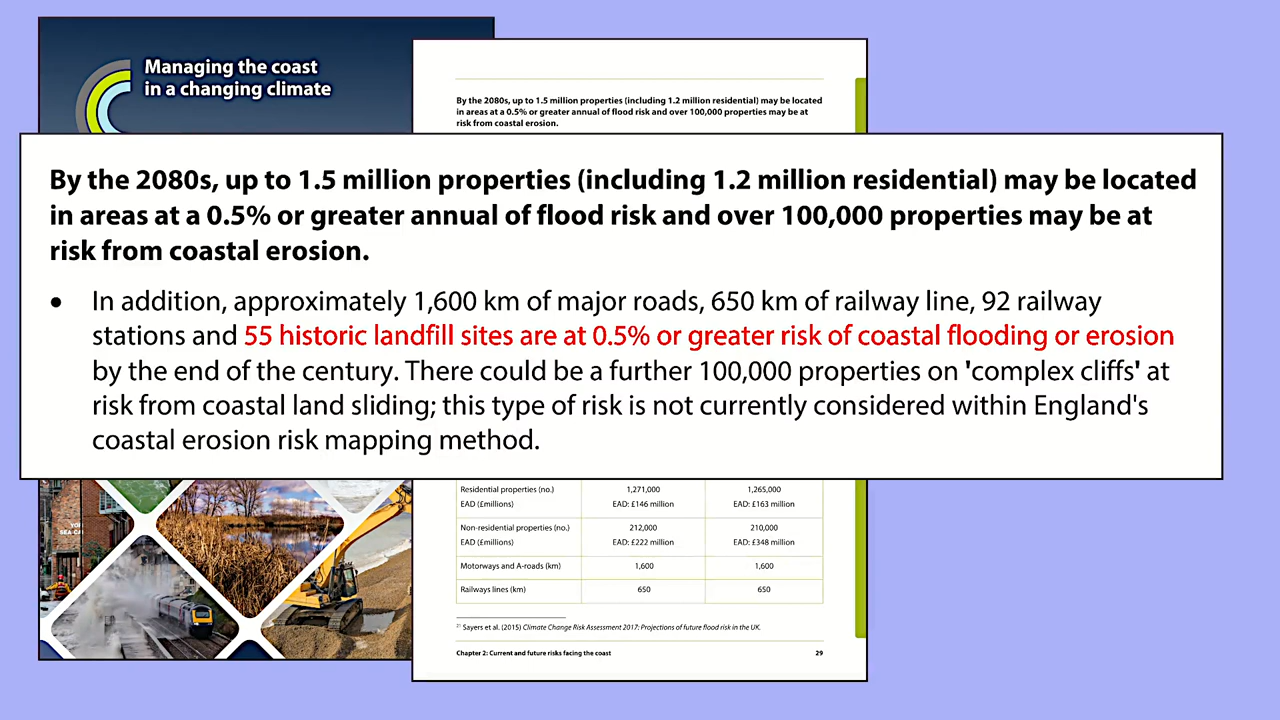 Managing the coast
in a changing climate
By the 2080s, up to 1.5 million properties (including 1.2 million residential) may be located
in areas at a 0.5% or greater annual of flood risk and over 100,000 properties may be at
risk from coastal erosion.
By the 2080s, up to 1.5 million properties (including 1.2 million residential) may be located
in areas at a 0.5% or greater annual of flood risk and over 100,000 properties may be at
risk from coastal erosion.
• In addition, approximately 1,600 km of major roads, 650 km of railway line, 92 railway
stations and 55 historic landfill sites are at 0.5% or greater risk of coastal flooding or erosion
by the end of the century. There could be a further 100,000 properties on 'complex cliffs' at
risk from coastal land sliding; this type of risk is not currently considered within England's
coastal erosion risk mapping method.
Residential properties (no.) 1,271,000 1,265,000
EAD (£millions) EAD: £146 million EAD: £163 million
Non-residential properties (no.) 212,000 210,000
EAD (£millions) EAD: £222 million EAD: £348 million
Motorways and A-roads (km) 1,600 1,600
Railways lines (km) 650 650
21 Sayers et al. (2015) Climate Change Risk Assessment 2017: Projections of future flood risk in the UK.
Chapter 2: Current and future risks facing the coast 29